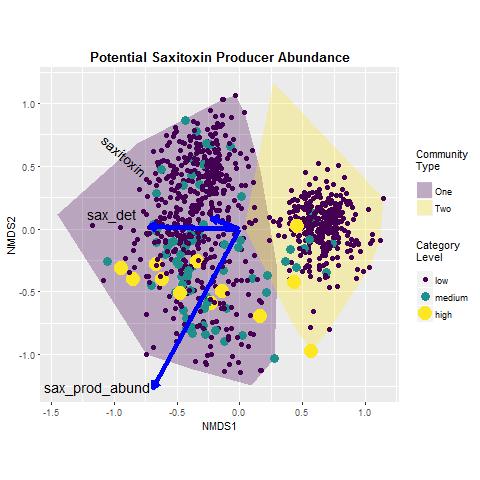 Potential Saxitoxin Producer Abundance
1.0
0.5
0.0
-0.5
-1.0
NMDS2
saxitoxin
sax_det
sax_prod_abund
-1.5 -1.0 -0.5 0.0 0.5 1.0
NMDS1
Community
Type
One
Two
Category
Level
low
medium
high